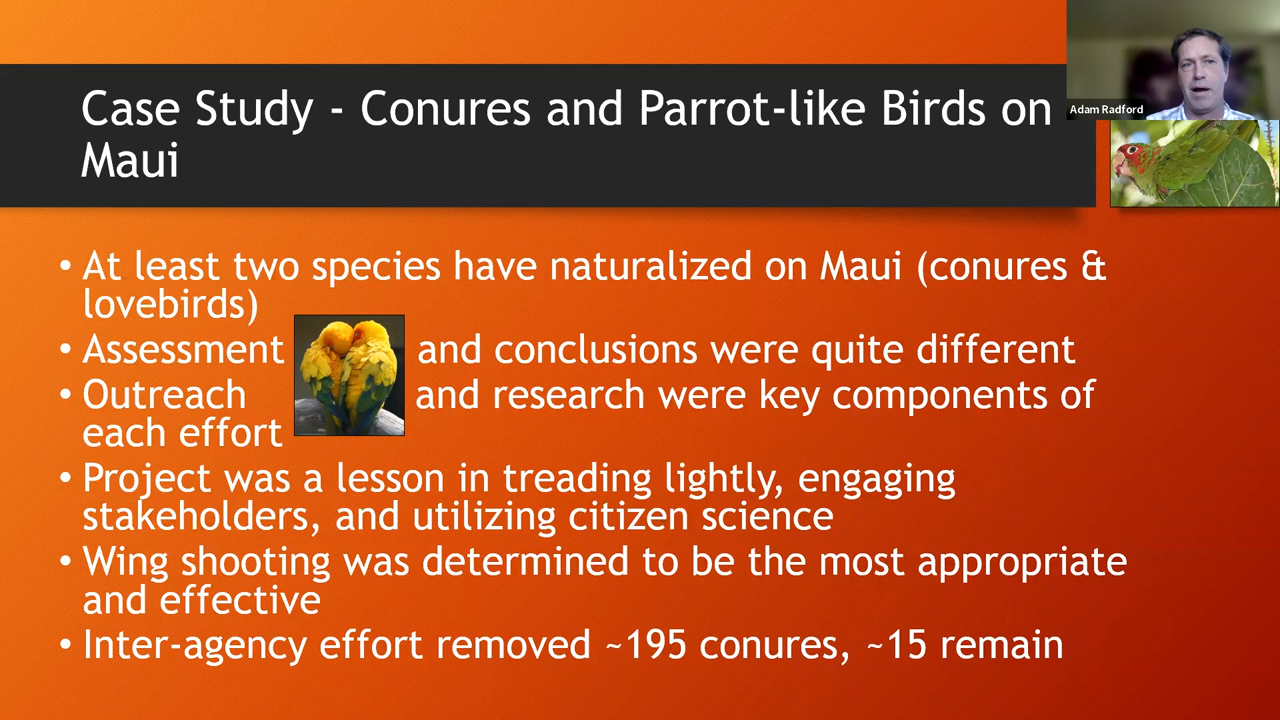 Case Study - Conures and Parrot-like Birds on
Maui
Adam Radford
• At least two species have naturalized on Maui (conures &
lovebirds)
• Assessment and conclusions were quite different
• Outreach and research were key components of
each effort
• Project was a lesson in treading lightly, engaging
stakeholders, and utilizing citizen science
• Wing shooting was determined to be the most appropriate
and effective
• Inter-agency effort removed ~195 conures, ~15 remain